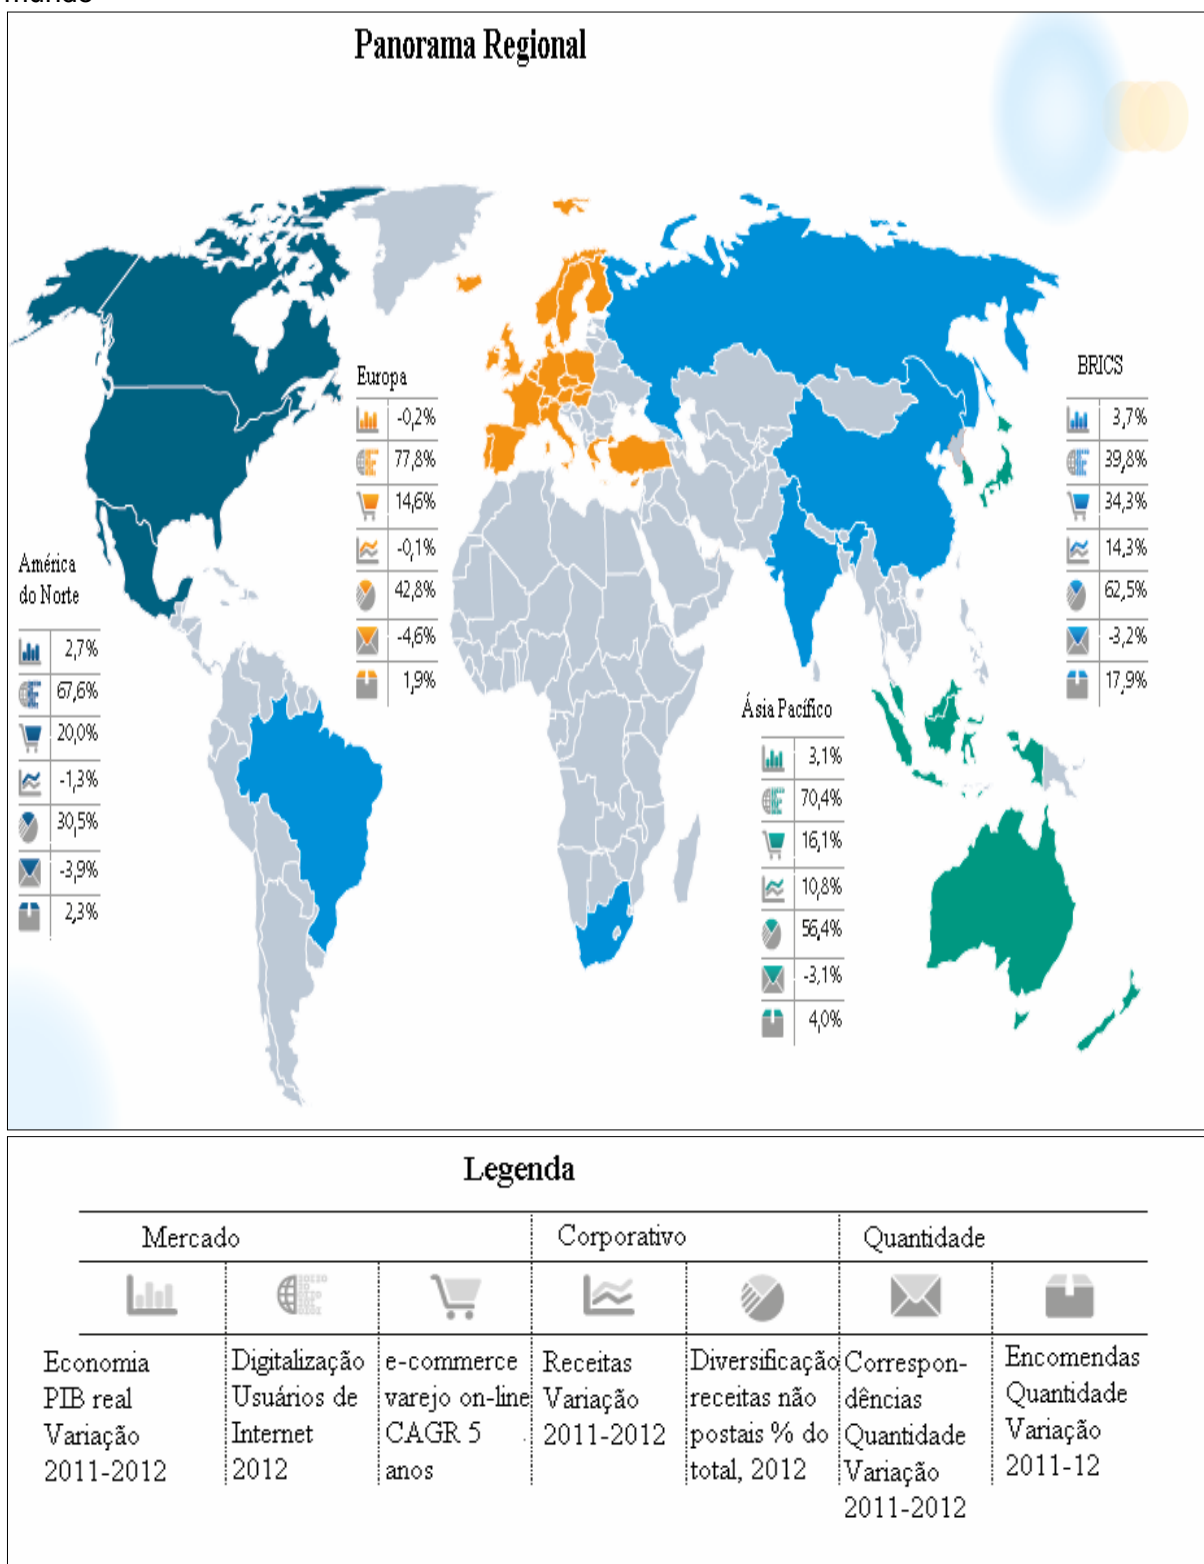 mundo
Panorama Regional
Europa
-0,2%
77,8%
14,6%
-0,1%
42,8%
-4,6%
1,9%
BRICS
3,7%
39,8%
34,3%
14,3%
62,5%
-3,2%
17,9%
América
do Norte
2,7%
67,6%
20,0%
-1,3%
30,5%
-3,9%
2,3%
Ásia Pacífico
3,1%
70,4%
16,1%
10,8%
56,4%
-3,1%
4,0%
Legenda
Mercado
Corporativo
Quantidade
Economia
PIB real
Variação
2011-2012
Digitalização
Usuários de
Internet
2012
e-commerce
varejo on-line
CAGR 5
anos
Receitas
Variação
2011-2012
Diversificação
receitas não
postais % do
total, 2012
Correspon-
dências
Quantidade
Variação
2011-2012
Encomendas
Quantidade
Variação
2011-12